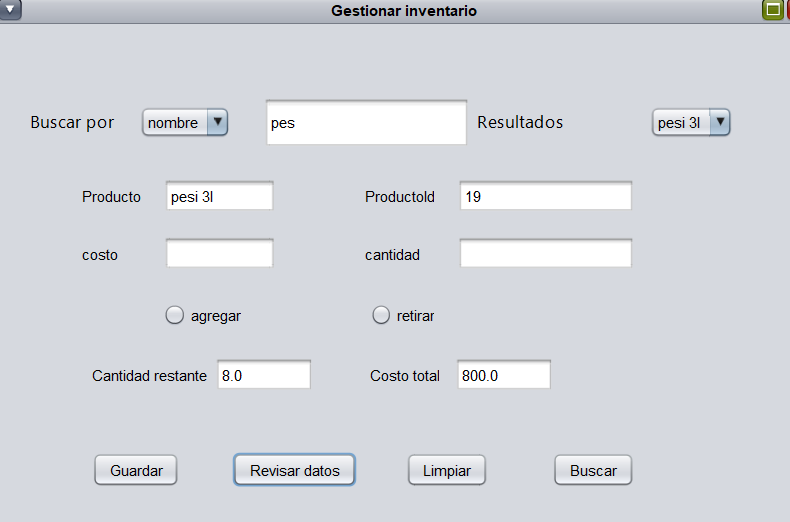 Gestionar inventario
Buscar por nombre pes Resultados pesi 3l
Producto pesi 3l ProductoId 19
costo cantidad
agregar retirar
Cantidad restante 8.0 Costo total 800.0
Guardar Revisar datos Limpiar Buscar